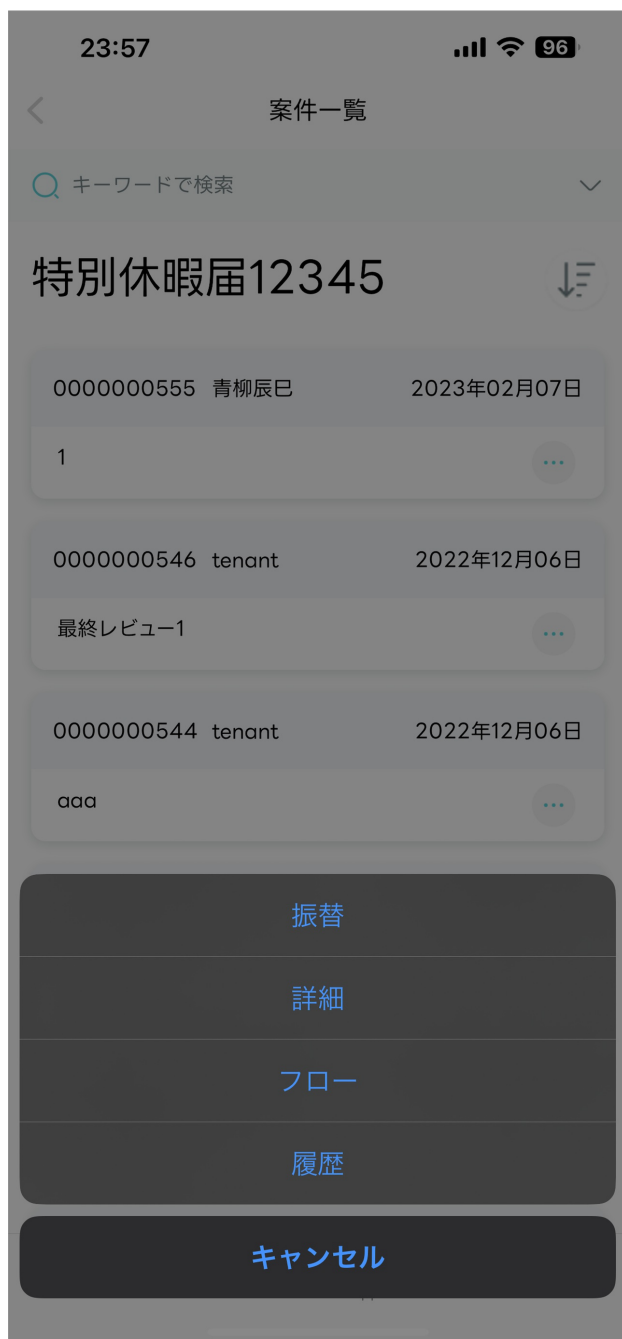 23:57
96
案件一覧
キーワードで検索
特別休暇届12345
0000000555 青柳辰巳 2023年02月07日
1
0000000546 tenant 2022年12月06日
最終レビュー1
0000000544 tenant 2022年12月06日
aaa
振替
詳細
フロー
履歴
キャンセル